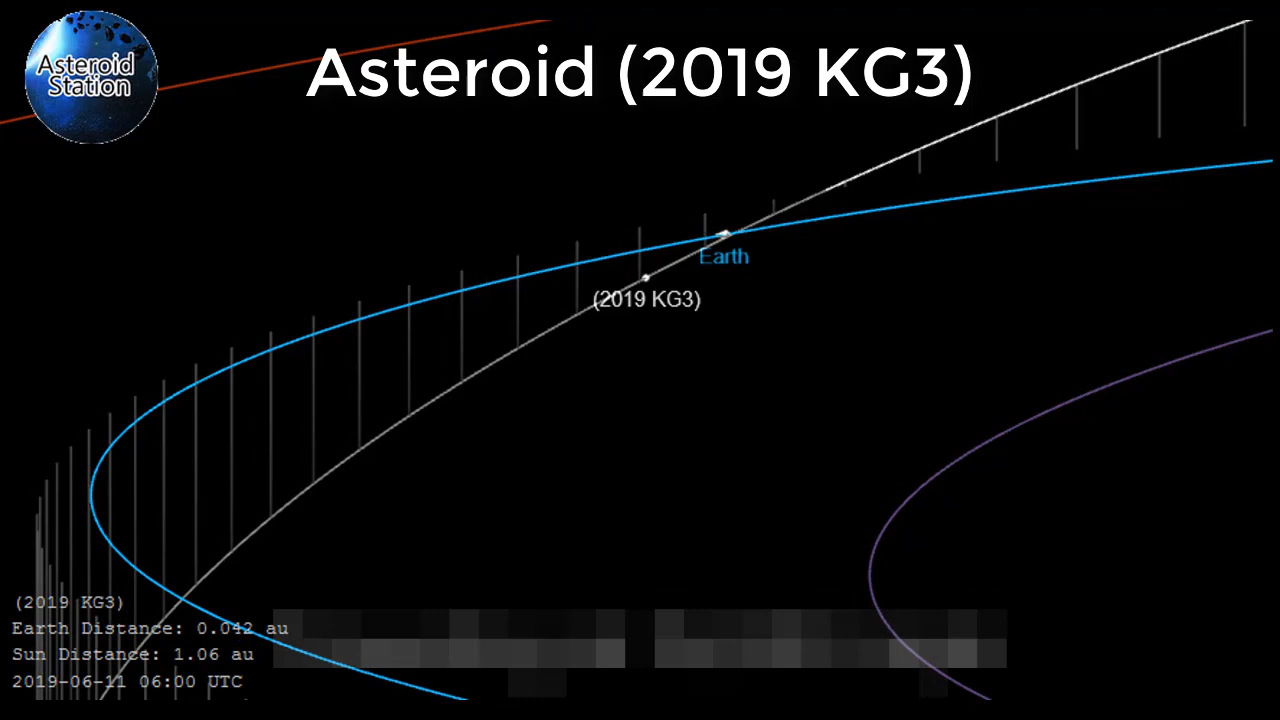 Asteroid
Station
Asteroid (2019 KG3)
Earth
(2019 KG3)
(2019 KG3)
Earth Distance: 0.042 au
Sun Distance: 1.06 au
2019-06-11 06:00 UTC